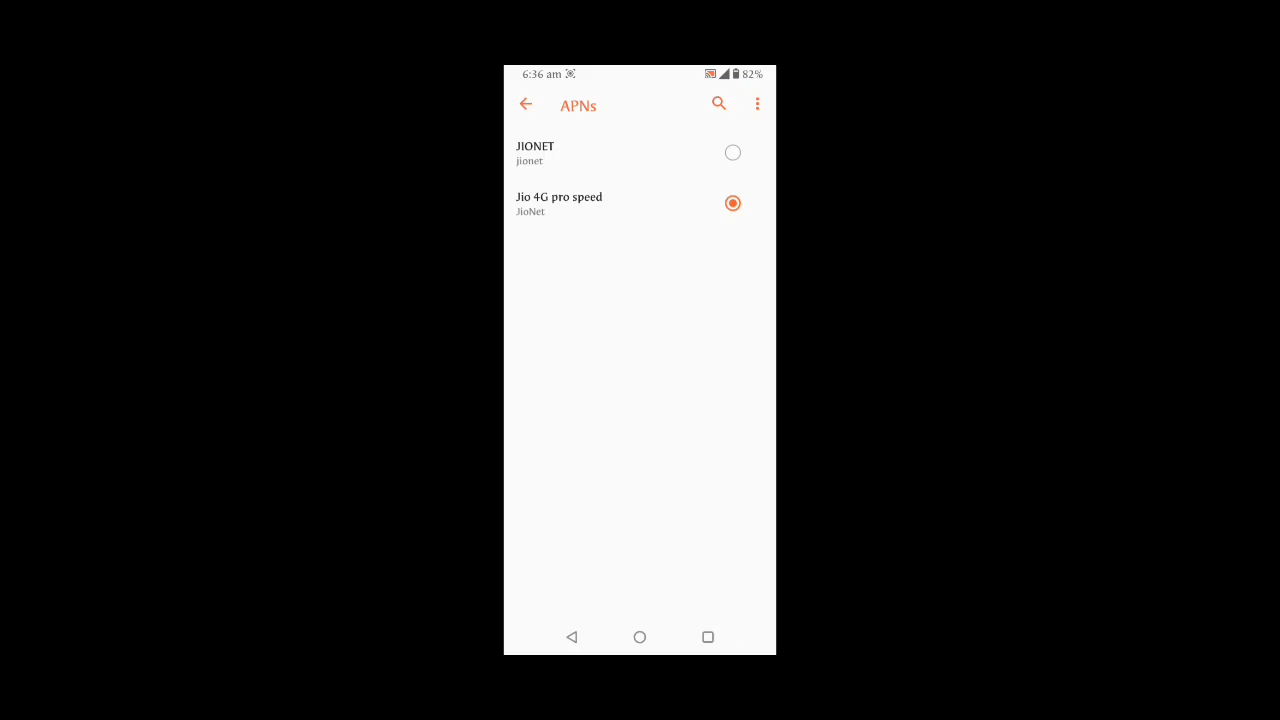 6:36 am 82%
APNs
JIONET
jionet
Jio 4G pro speed
JioNet